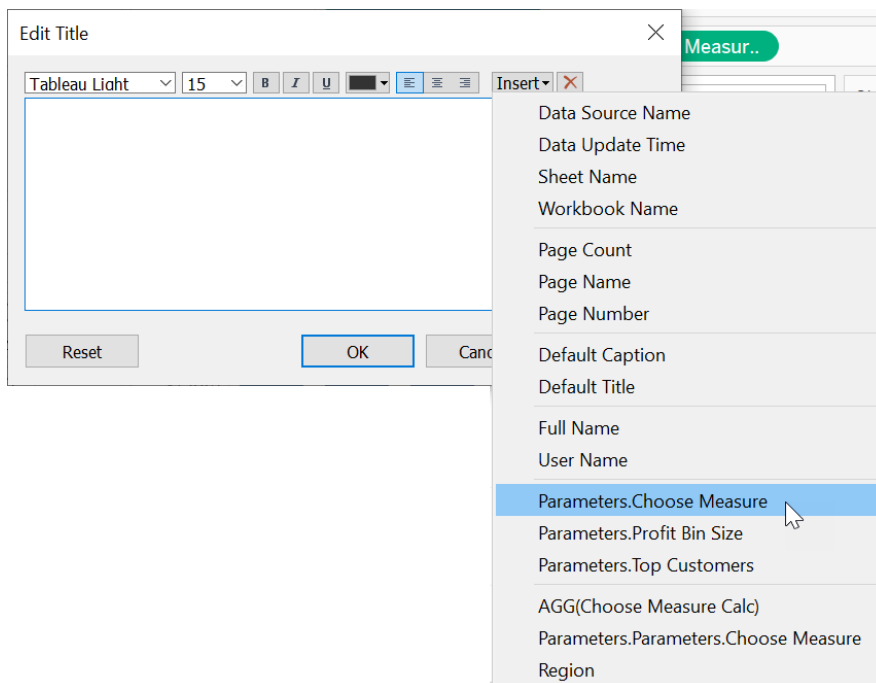 Edit Title
Measur..
Tableau Light 15 B I U Insert
Data Source Name
Data Update Time
Sheet Name
Workbook Name
Page Count
Page Name
Page Number
Reset OK Canc
Default Caption
Default Title
Full Name
User Name
Parameters.Choose Measure
Parameters.Profit Bin Size
Parameters.Top Customers
AGG(Choose Measure Calc)
Parameters.Parameters.Choose Measure
Region